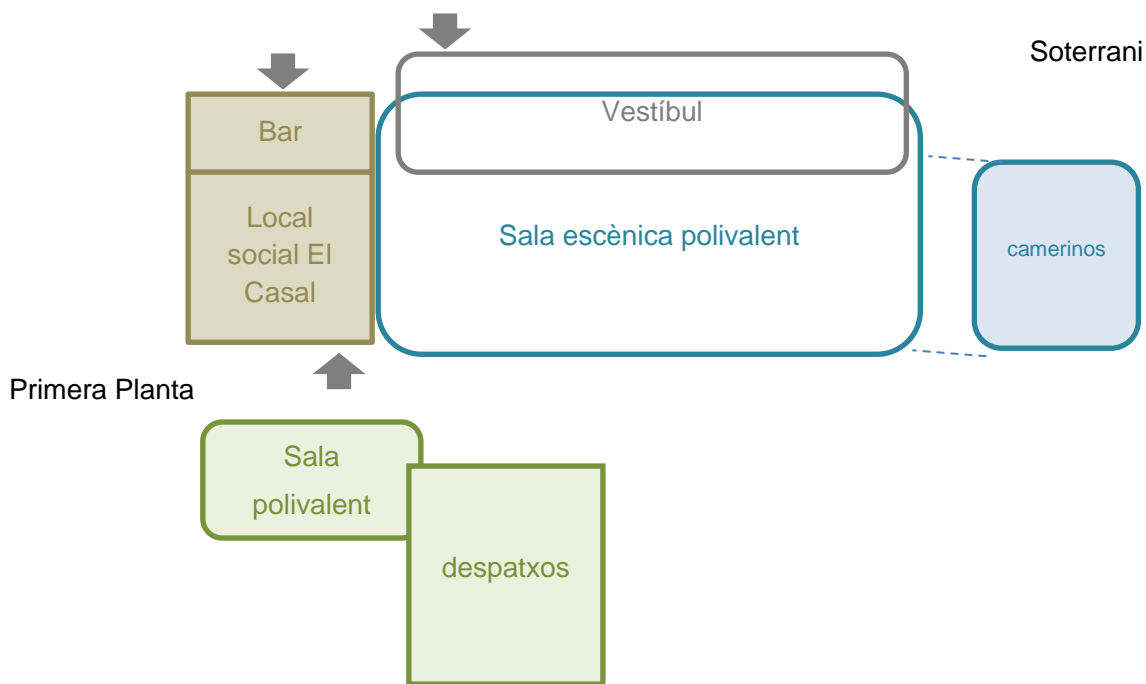 Soterrani
Vestíbul
Bar
Local
social El
Casal
Sala escènica polivalent
camerinos
Primera Planta
Sala
polivalent
despatxos